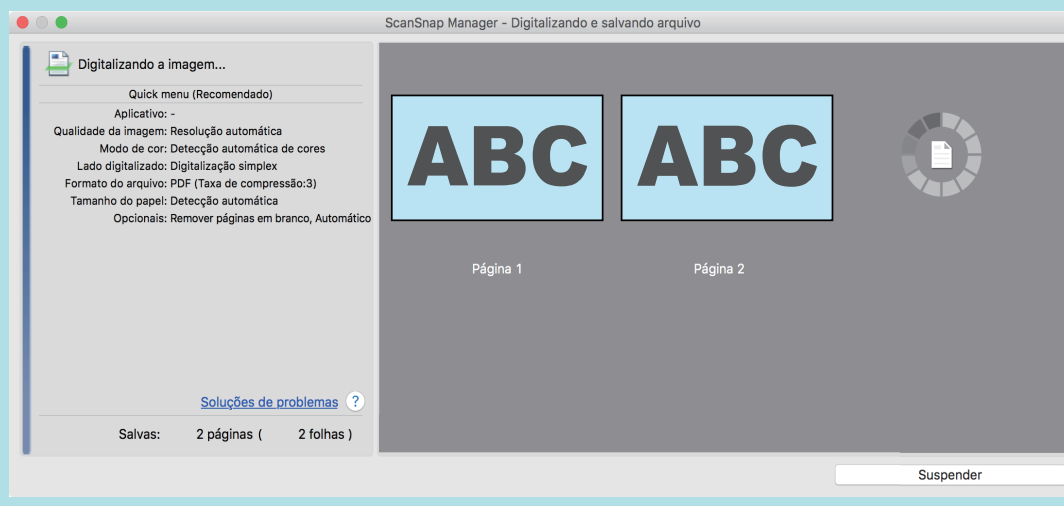 ScanSnap Manager - Digitalizando e salvando arquivo
Digitalizando a imagem...
Quick menu (Recomendado)
Aplicativo: -
Qualidade da imagem: Resolução automática
Modo de cor: Detecção automática de cores
Lado digitalizado: Digitalização simplex
Formato do arquivo: PDF (Taxa de compressão:3)
Tamanho do papel: Detecção automática
Opcionais: Remover páginas em branco, Automático
Soluções de problemas ?
Salvas: 2 páginas ( 2 folhas )
ABC
Página 1
ABC
Página 2
Suspender